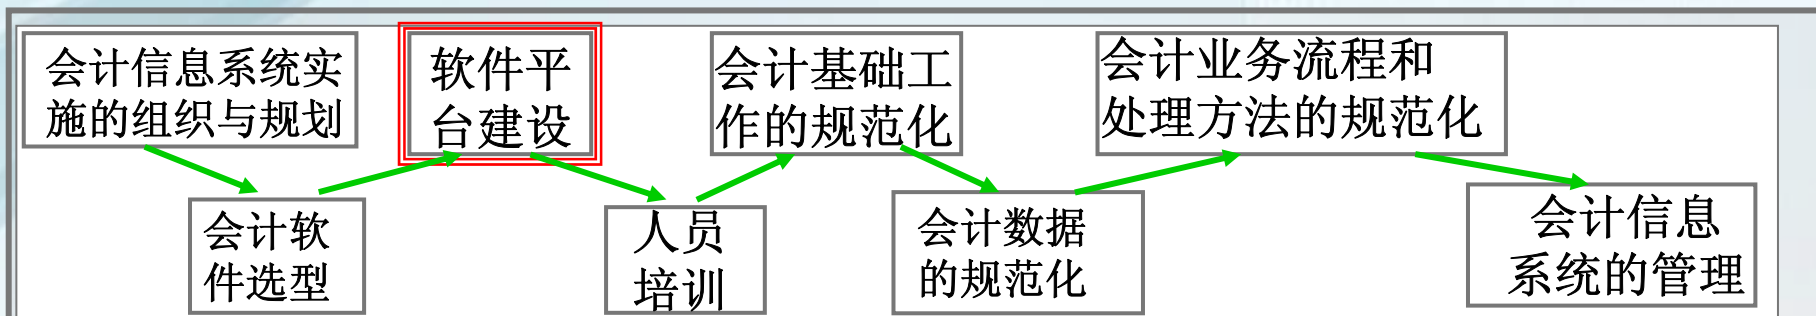 会计信息系统实
施的组织与规划
会计软
件选型
软件平
台建设
人员
培训
会计基础工
作的规范化
会计数据
的规范化
会计业务流程和
处理方法的规范化
会计信息
系统的管理